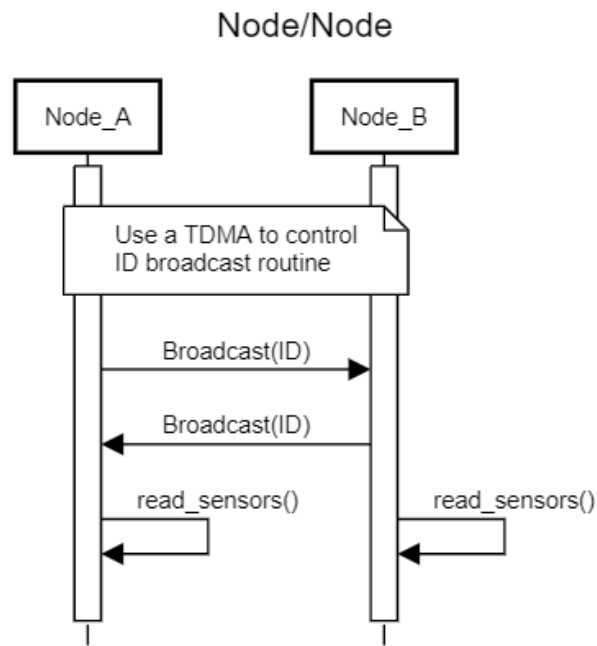 Node/Node
Node_A
Node_B
Use a TDMA to control
ID broadcast routine
Broadcast(ID)
Broadcast(ID)
read_sensors()
read_sensors()